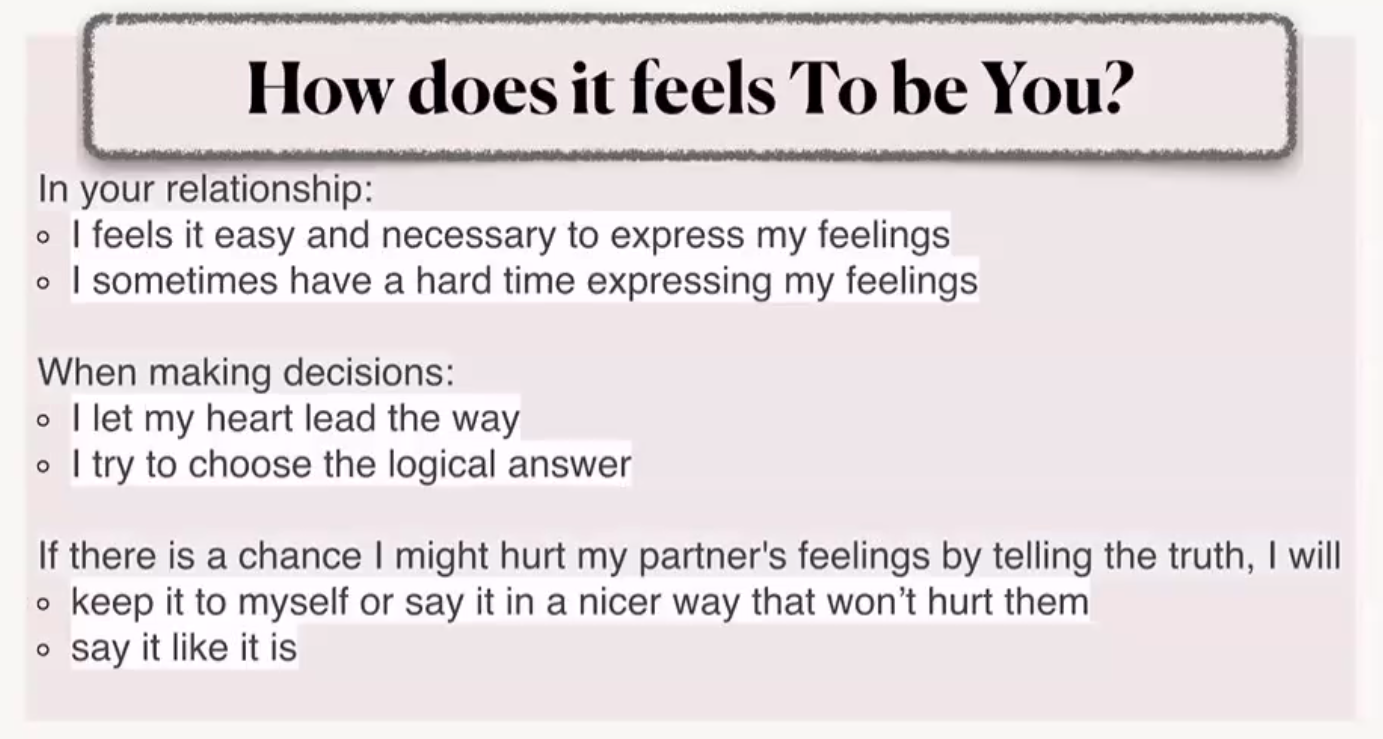 How does it feels To be You?
In your relationship:
◦ I feels it easy and necessary to express my feelings
◦ I sometimes have a hard time expressing my feelings
When making decisions:
◦ I let my heart lead the way
◦ I try to choose the logical answer
If there is a chance I might hurt my partner's feelings by telling the truth, I will
◦ keep it to myself or say it in a nicer way that won’t hurt them
◦ say it like it is